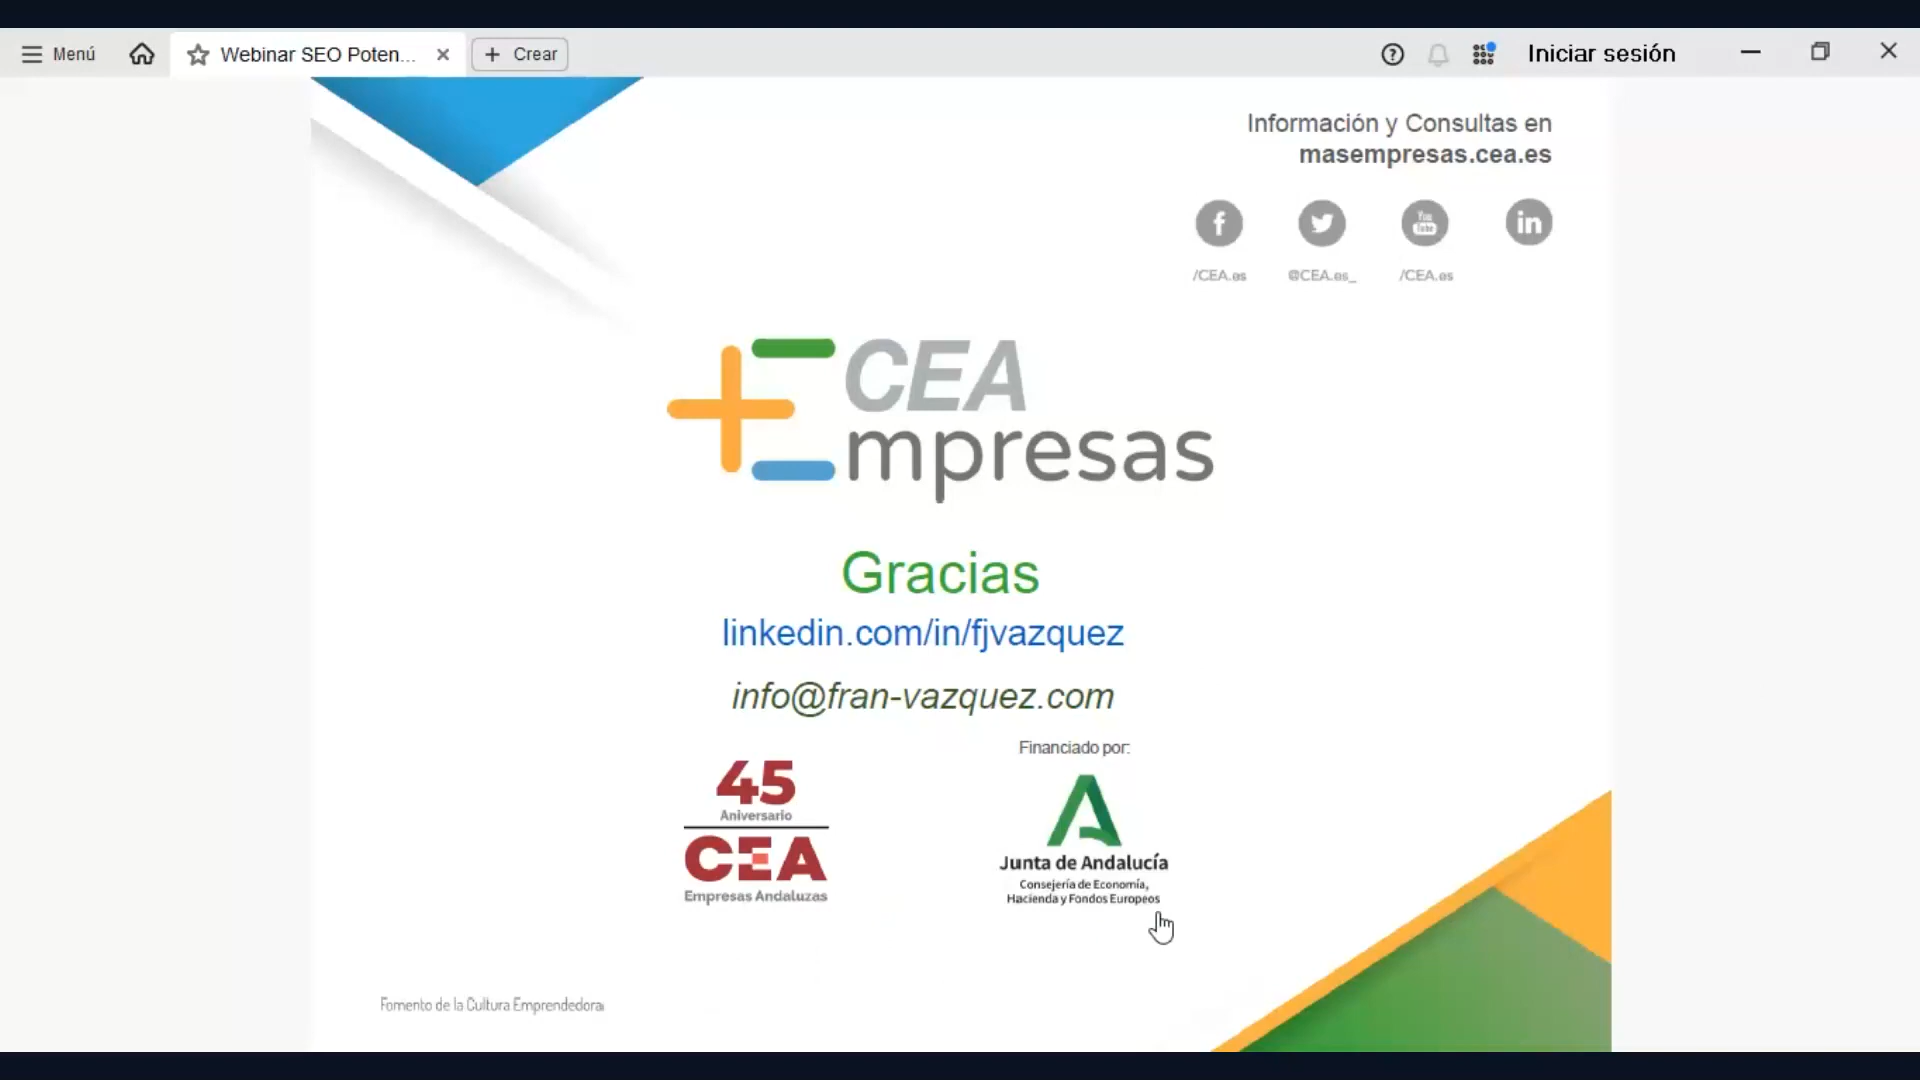 Menú
Webinar SEO Poten...
Crear
Iniciar sesión
Información y Consultas en
masempresas.cea.es
/CEA.es
@CEA.es_
/CEA.es
CEA
Empresas
Gracias
linkedin.com/in/fjvazquez
info@fran-vazquez.com
Financiado por:
45
Aniversario
CEA
Empresas Andaluzas
Junta de Andalucía
Consejería de Economía,
Hacienda y Fondos Europeos
Fomento de la Cultura Emprendedora